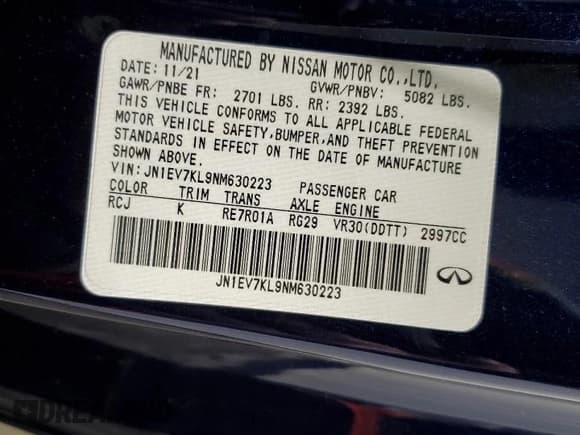 MANUFACTURED BY NISSAN MOTOR CO.,LTD.
DATE: 11/21 GVWR/PNBV: 5082 LBS.
GAWR/PNBE FR: 2701 LBS. RR: 2392 LBS.
THIS VEHICLE CONFORMS TO ALL APPLICABLE FEDERAL
MOTOR VEHICLE SAFETY,BUMPER,AND THEFT PREVENTION
STANDARDS IN EFFECT ON THE DATE OF MANUFACTURE
SHOWN ABOVE.
VIN:JN1EV7KL9NM630223 PASSENGER CAR
COLOR TRIM TRANS AXLE ENGINE
RCJ K RE7R01A RG29 VR30(DDTT) 2997CC
JN1EV7KL9NM630223